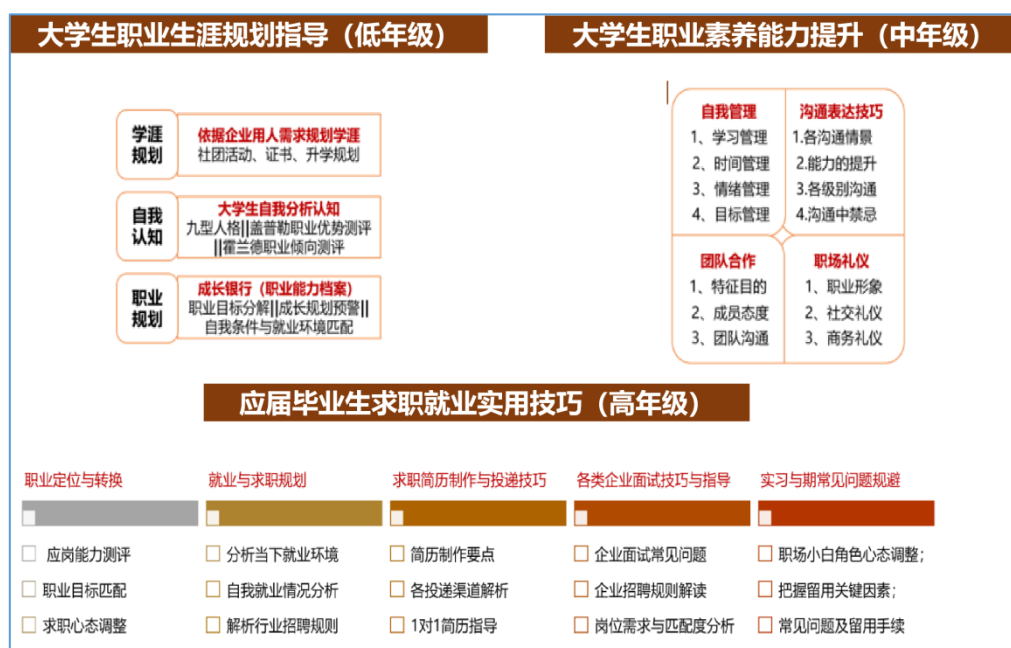 大学生职业生涯规划指导（低年级）
大学生职业素养能力提升（中年级）
学涯
规划
依据企业用人需求规划学涯
社团活动、证书、升学规划
自我
认知
大学生自我分析认知
九型人格||盖普勒职业优势测评
||霍兰德职业倾向测评
职业
规划
成长银行（职业能力档案）
职业目标分解||成长规划预警||
自我条件与就业环境匹配
自我管理
1、学习管理
2、时间管理
3、情绪管理
4、目标管理
沟通表达技巧
1.各沟通情景
2.能力的提升
3.各级别沟通
4.沟通中禁忌
团队合作
1、特征目的
2、成员态度
3、团队沟通
职场礼仪
1、职业形象
2、社交礼仪
3、商务礼仪
应届毕业生求职就业实用技巧（高年级）
职业定位与转换
应岗能力测评
职业目标匹配
求职心态调整
就业与求职规划
分析当下就业环境
自我就业情况分析
解析行业招聘规则
求职简历制作与投递技巧
简历制作要点
各投递渠道解析
1对1简历指导
各类企业面试技巧与指导
企业面试常见问题
企业招聘规则解读
岗位需求与匹配度分析
实习与期常见问题规避
职场小白角色心态调整；
把握留用关键因素；
常见问题及留用手续